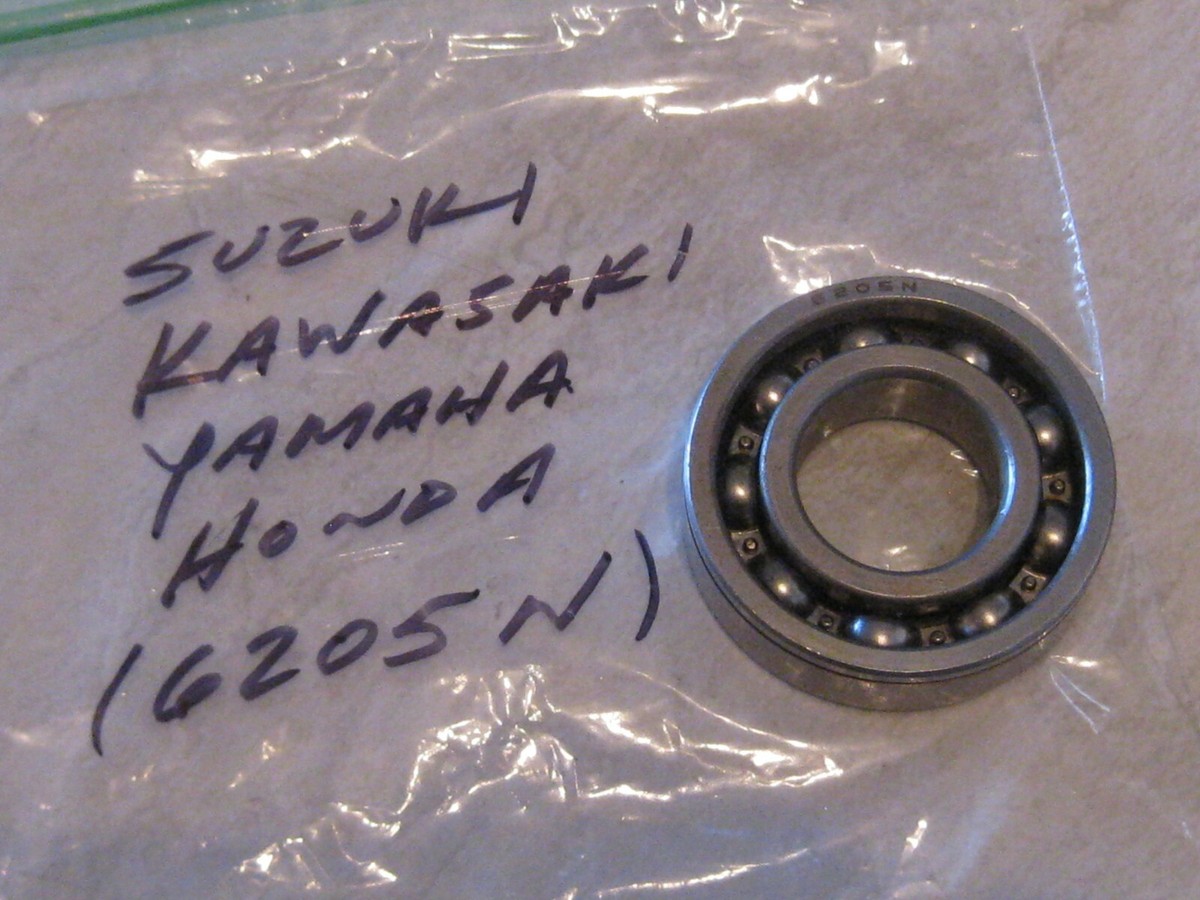 SUZUKI
KAWASAKI
YAMAHA
HONDA
(6205N)
6205N